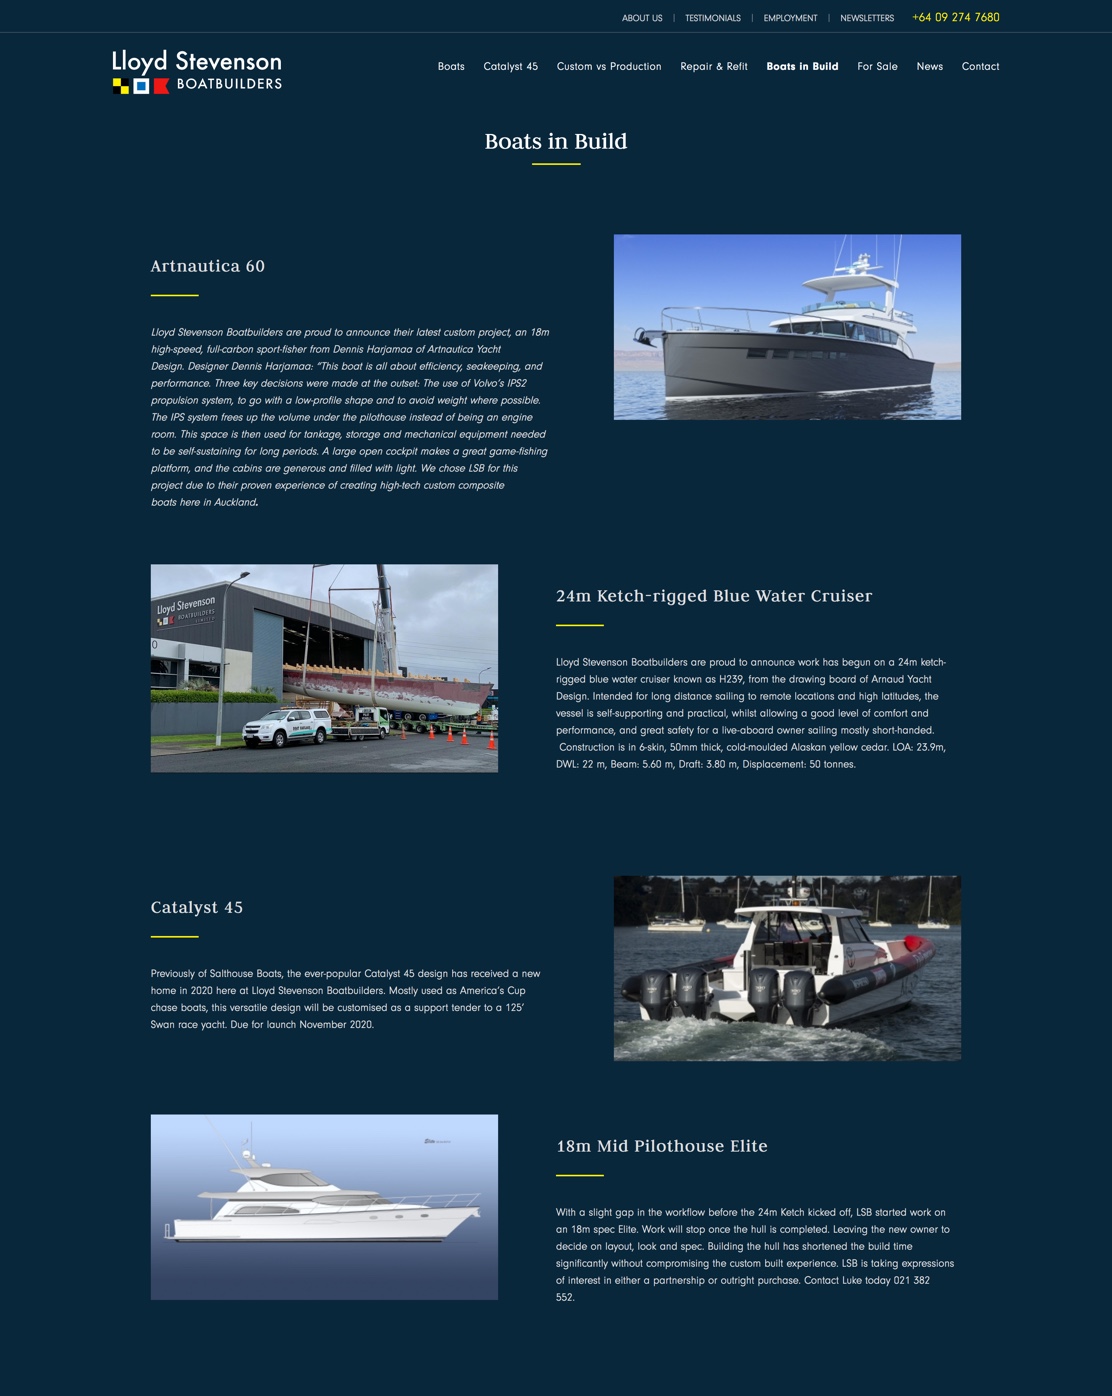 ABOUT US | TESTIMONIALS | EMPLOYMENT | NEWSLETTERS +64 09 274 7680
Lloyd Stevenson
BOATBUILDERS
Boats Catalyst 45 Custom vs Production Repair & Refit Boats in Build For Sale News Contact
Boats in Build
Artnautica 60
Lloyd Stevenson Boatbuilders are proud to announce their latest custom project, an 18m
high-speed, full-carbon sport-fisher from Dennis Harjamaa of Artnautica Yacht
Design. Designer Dennis Harjamaa: “This boat is all about efficiency, seakeeping, and
performance. Three key decisions were made at the outset: The use of Volvo’s IPS2
propulsion system, to go with a low-profile shape and to avoid weight where possible.
The IPS system frees up the volume under the pilothouse instead of being an engine
room. This space is then used for tankage, storage and mechanical equipment needed
to be self-sustaining for long periods. A large open cockpit makes a great game-fishing
platform, and the cabins are generous and filled with light. We chose LSB for this
project due to their proven experience of creating high-tech custom composite
boats here in Auckland.
Lloyd Stevenson
BOATBUILDERS
24m Ketch-rigged Blue Water Cruiser
Lloyd Stevenson Boatbuilders are proud to announce work has begun on a 24m ketch-
rigged blue water cruiser known as H239, from the drawing board of Arnaud Yacht
Design. Intended for long distance sailing to remote locations and high latitudes, the
vessel is self-supporting and practical, whilst allowing a good level of comfort and
performance, and great safety for a live-aboard owner sailing mostly short-handed.
Construction is in 6-skin, 50mm thick, cold-moulded Alaskan yellow cedar. LOA: 23.9m,
DWL: 22 m, Beam: 5.60 m, Draft: 3.80 m, Displacement: 50 tonnes.
Catalyst 45
Previously of Salthouse Boats, the ever-popular Catalyst 45 design has received a new
home in 2020 here at Lloyd Stevenson Boatbuilders. Mostly used as America’s Cup
chase boats, this versatile design will be customised as a support tender to a 125’
Swan race yacht. Due for launch November 2020.
18m Mid Pilothouse Elite
With a slight gap in the workflow before the 24m Ketch kicked off, LSB started work on
an 18m spec Elite. Work will stop once the hull is completed. Leaving the new owner to
decide on layout, look and spec. Building the hull has shortened the build time
significantly without compromising the custom built experience. LSB is taking expressions
of interest in either a partnership or outright purchase. Contact Luke today 021 382
552.